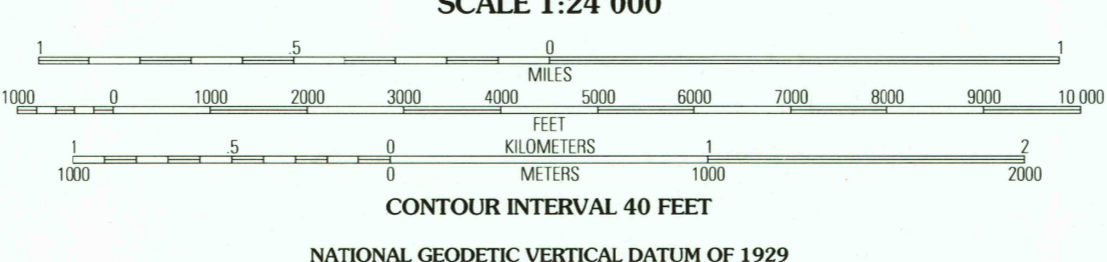 SCALE 1:24 000
1 .5 0 1
MILES
1000 0 1000 2000 3000 4000 5000 6000 7000 8000 9000 10 000
FEET
1 .5 0 KILOMETERS 1 2
1000 0 METERS 1000 2000
CONTOUR INTERVAL 40 FEET
NATIONAL GEODETIC VERTICAL DATUM OF 1929